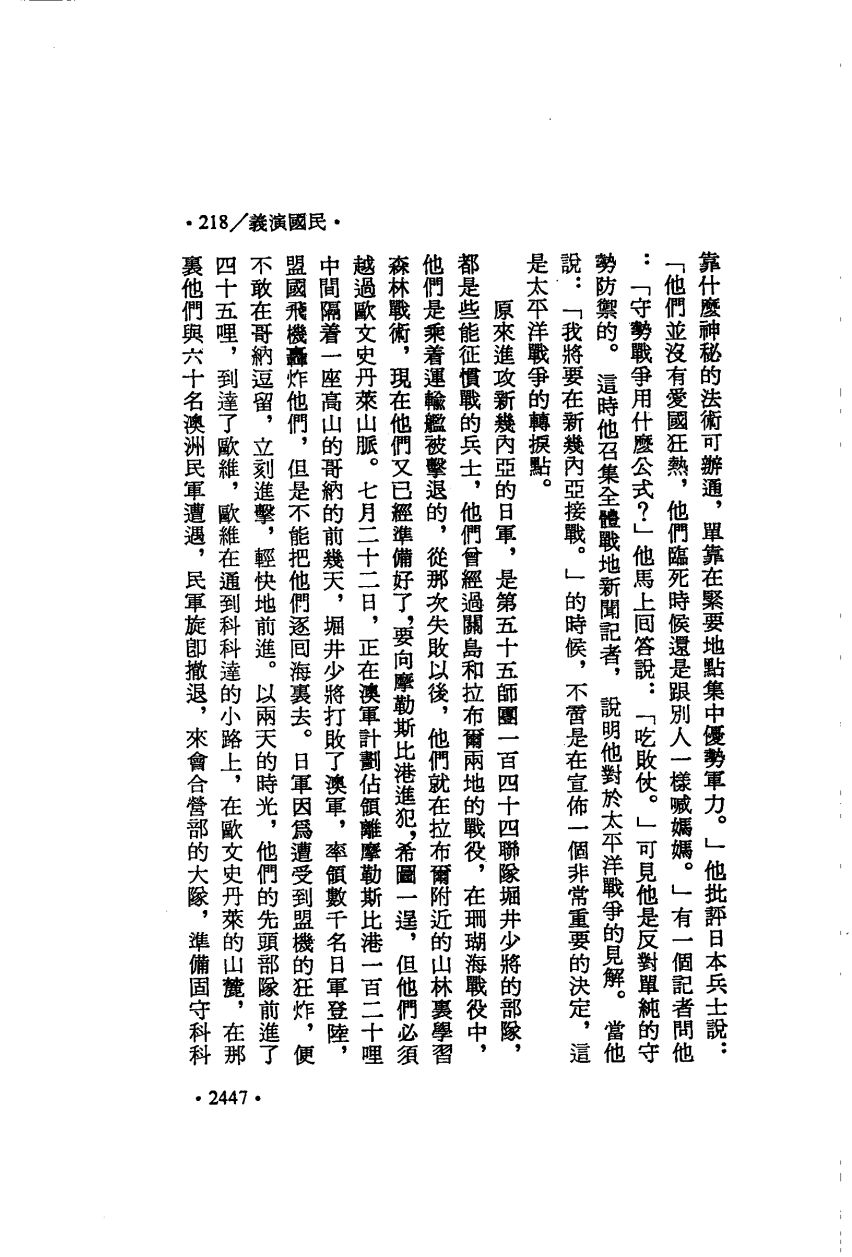 •218／義演國民•
靠什麼神秘的法術可辦通，單靠在緊要地點集中優勢軍力。」他批評日本兵士說：
「他們並沒有愛國狂熱，他們臨死時候還是跟別人一樣喊媽媽。」有一個記者問他
：「守勢戰爭用什麼公式？」他馬上回答說：「吃敗仗。」可見他是反對單純的守
勢防禦的。這時他召集全體戰地新聞記者，說明他對於太平洋戰爭的見解。當他
說：「我將要在新幾內亞接戰。」的時候，不啻是在宣佈一個非常重要的決定，這
是太平洋戰爭的轉捩點。
原來進攻新幾內亞的日軍，是第五十五師團一百四十四聯隊堀井少將的部隊，
都是些能征慣戰的兵士，他們曾經過關島和拉布爾兩地的戰役，在珊瑚海戰役中，
他們是乘着運輸艦被擊退的，從那次失敗以後，他們就在拉布爾附近的山林裏學習
森林戰術，現在他們又已經準備好了，要向摩勒斯比港進犯，希圖一逞，但他們必須
越過歐文史丹萊山脈。七月二十二日，正在澳軍計劃佔領離摩勒斯比港一百二十哩
中間隔着一座高山的哥納的前幾天，堀井少將打敗了澳軍，率領數千名日軍登陸，
盟國飛機轟炸他們，但是不能把他們逐回海裏去。日軍因爲遭受到盟機的狂炸，便
不敢在哥納逗留，立刻進擊，輕快地前進。以兩天的時光，他們的先頭部隊前進了
四十五哩，到達了歐維，歐維在通到科科達的小路上，在歐文史丹萊的山麓，在那
裏他們與六十名澳洲民軍遭遇，民軍旋卽撤退，來會合營部的大隊，準備固守科科
•2447•